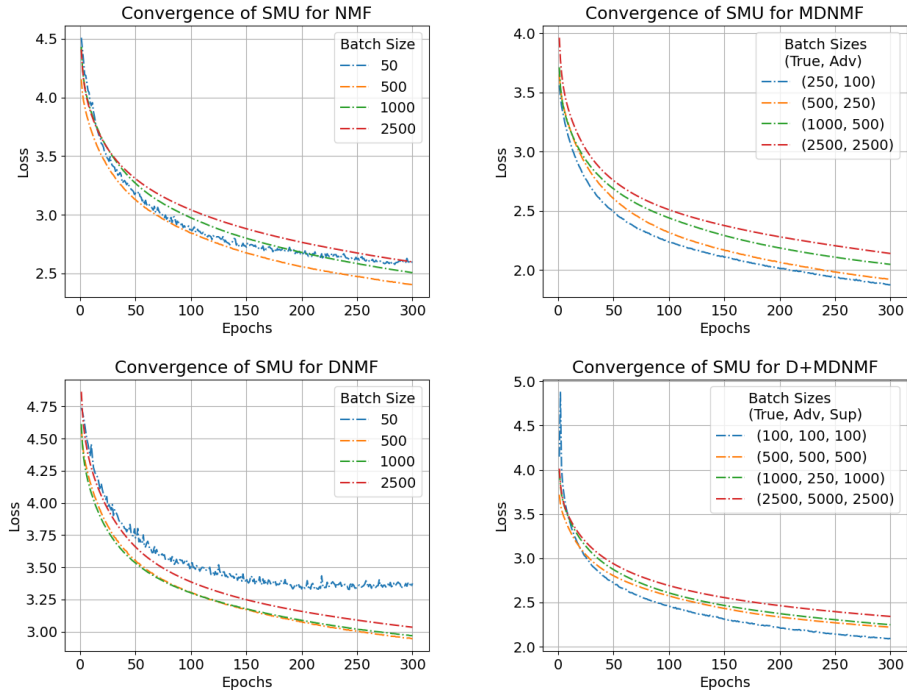 Convergence of SMU for NMF
4.5
4.0
3.5
3.0
2.5
Loss
0 50 100 150 200 250 300
Epochs
Batch Size
50
500
1000
2500
Convergence of SMU for MDNMF
4.0
3.5
3.0
2.5
2.0
Loss
0 50 100 150 200 250 300
Epochs
Batch Sizes
(True, Adv)
(250, 100)
(500, 250)
(1000, 500)
(2500, 2500)
Convergence of SMU for DNMF
4.75
4.50
4.25
4.00
3.75
3.50
3.25
3.00
Loss
0 50 100 150 200 250 300
Epochs
Batch Size
50
500
1000
2500
Convergence of SMU for D+MDNMF
5.0
4.5
4.0
3.5
3.0
2.5
2.0
Loss
0 50 100 150 200 250 300
Epochs
Batch Sizes
(True, Adv, Sup)
(100, 100, 100)
(500, 500, 500)
(1000, 250, 1000)
(2500, 5000, 2500)